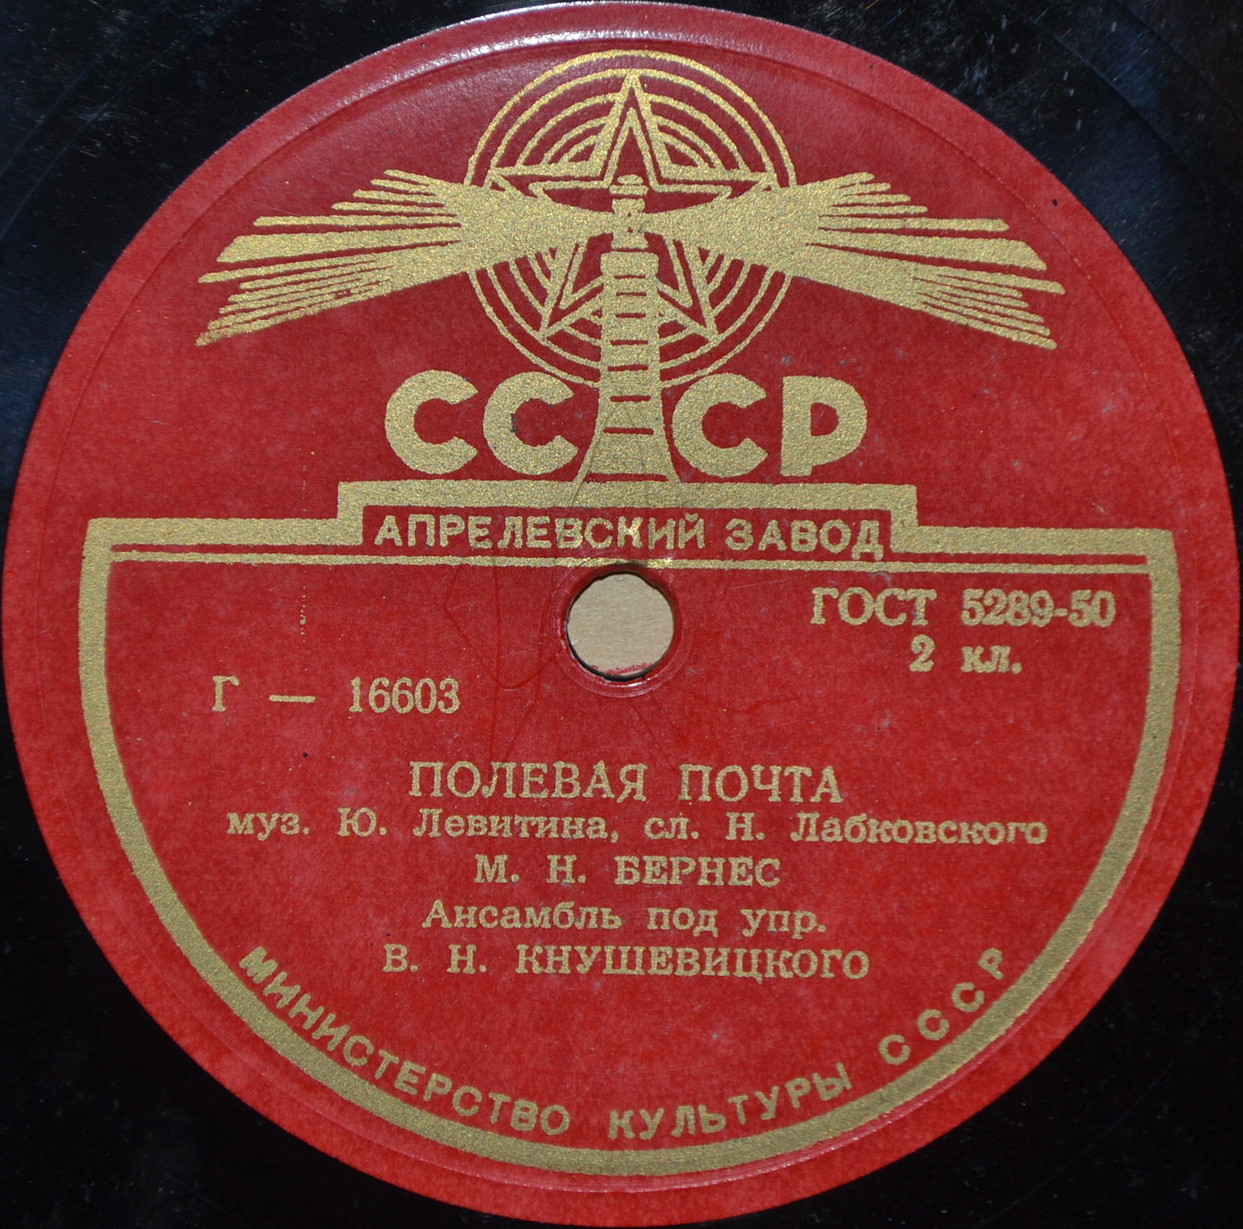 СССР
АПРЕЛЕВСКИЙ ЗАВОД
ГОСТ 5289-50
2 кл.
Г — 16603
ПОЛЕВАЯ ПОЧТА
муз. Ю. Левитина, сл. Н. Лабковского
М. Н. БЕРНЕС
Ансамбль под упр.
В. Н. КНУШЕВИЦКОГО
МИНИСТЕРСТВО КУЛЬТУРЫ СССР